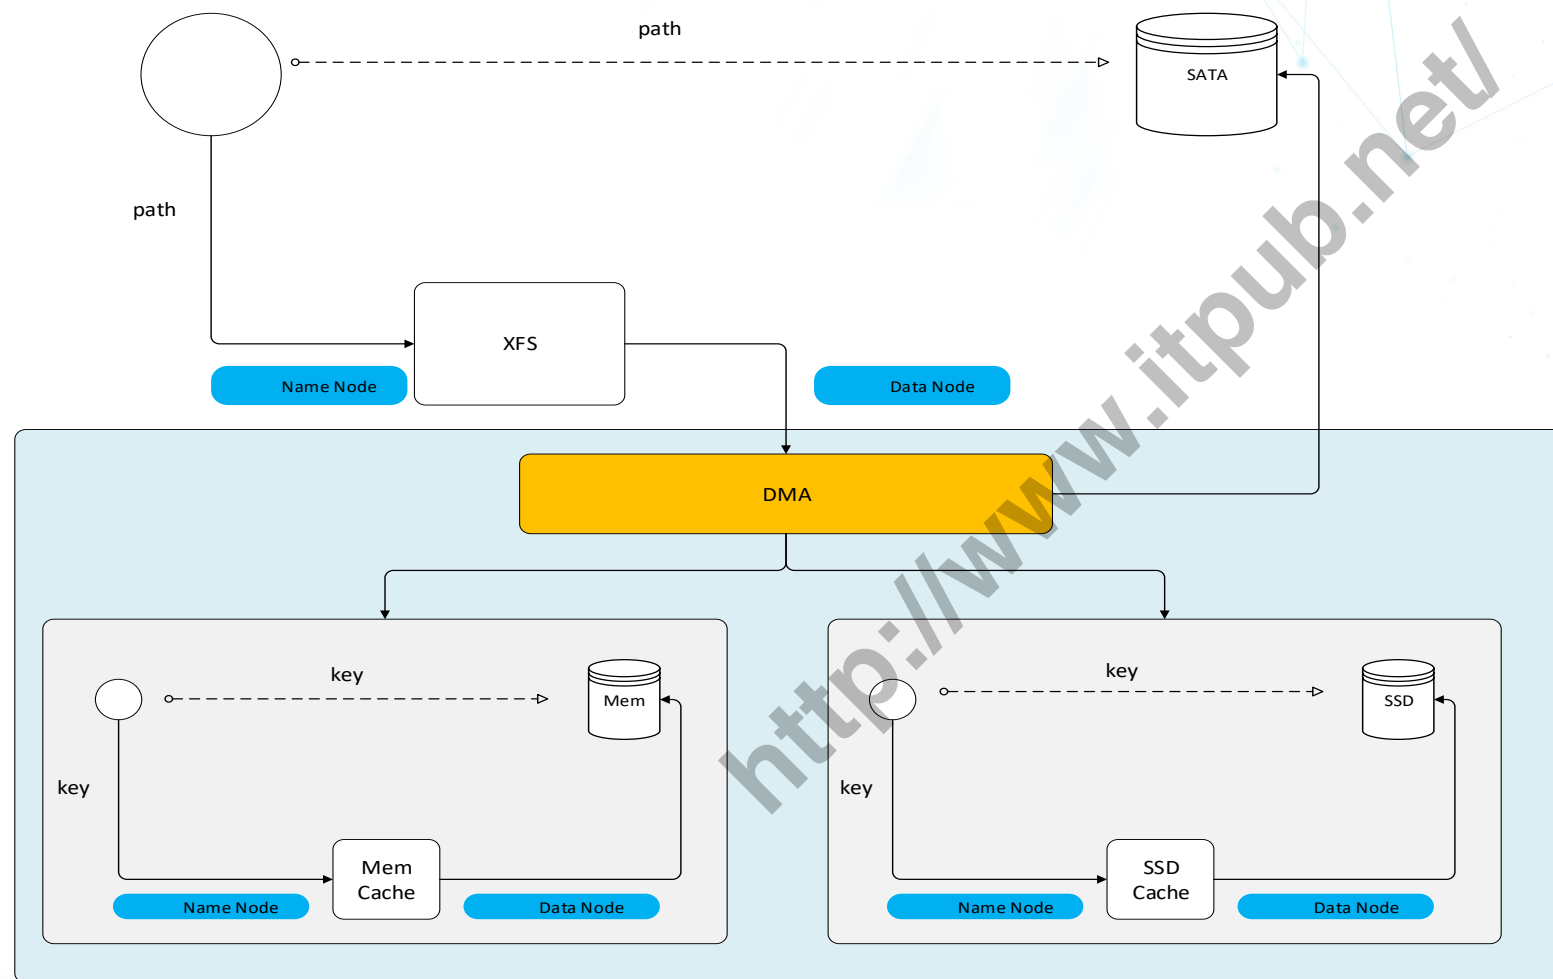 path
SATA
path
XFS
Name Node
Data Node
DMA
key
Mem
key
SSD
key
key
Mem
Cache
SSD
Cache
Name Node
Data Node
Name Node
Data Node
http://www.itpub.net/